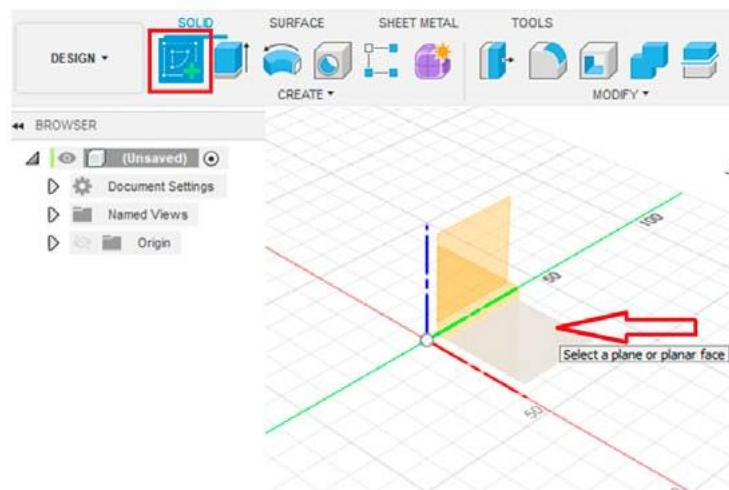 SOLID SURFACE SHEET METAL TOOLS
DESIGN ▾
CREATE ▾ MODIFY ▾
BROWSER
(Unsaved)
Document Settings
Named Views
Origin
100
50
Select a plane or planar face
50